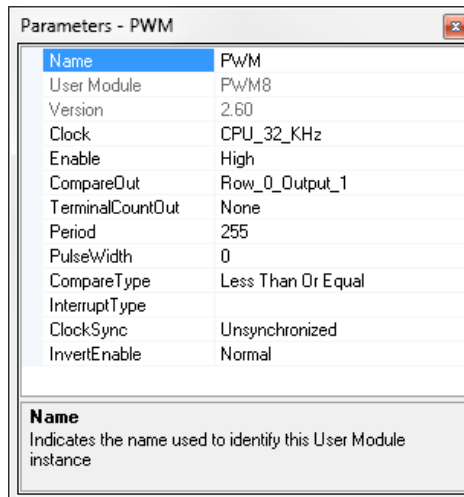 Parameters - PWM
x
Name PWM
User Module PWM8
Version 2.60
Clock CPU_32_KHz
Enable High
CompareOut Row_0_Output_1
TerminalCountOut None
Period 255
PulseWidth 0
CompareType Less Than Or Equal
InterruptType
ClockSync Unsynchronized
InvertEnable Normal
Name
Indicates the name used to identify this User Module
instance